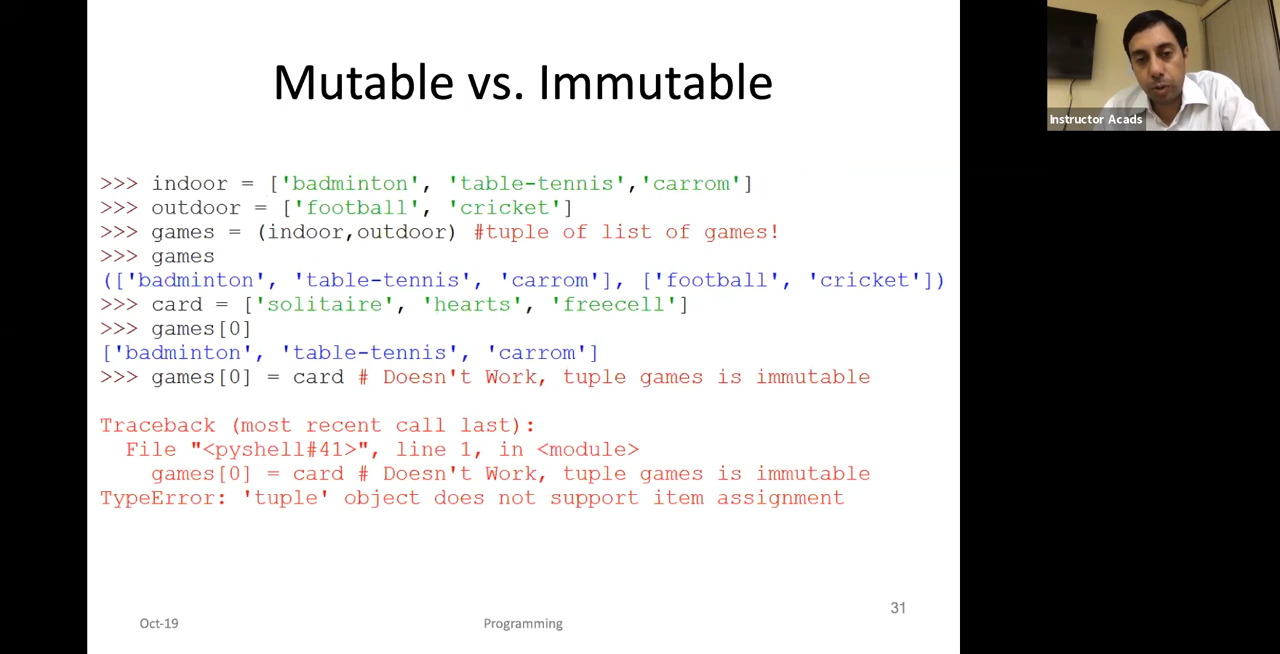 Mutable vs. Immutable
Instructor Acads
>>> indoor = ['badminton', 'table-tennis','carrom']
>>> outdoor = ['football', 'cricket']
>>> games = (indoor,outdoor) #tuple of list of games!
>>> games
(['badminton', 'table-tennis', 'carrom'], ['football', 'cricket'])
>>> card = ['solitaire', 'hearts', 'freecell']
>>> games[0]
['badminton', 'table-tennis', 'carrom']
>>> games[0] = card # Doesn't Work, tuple games is immutable
Traceback (most recent call last):
File "<pyshell#41>", line 1, in <module>
games[0] = card # Doesn't Work, tuple games is immutable
TypeError: 'tuple' object does not support item assignment
Oct-19
Programming
31